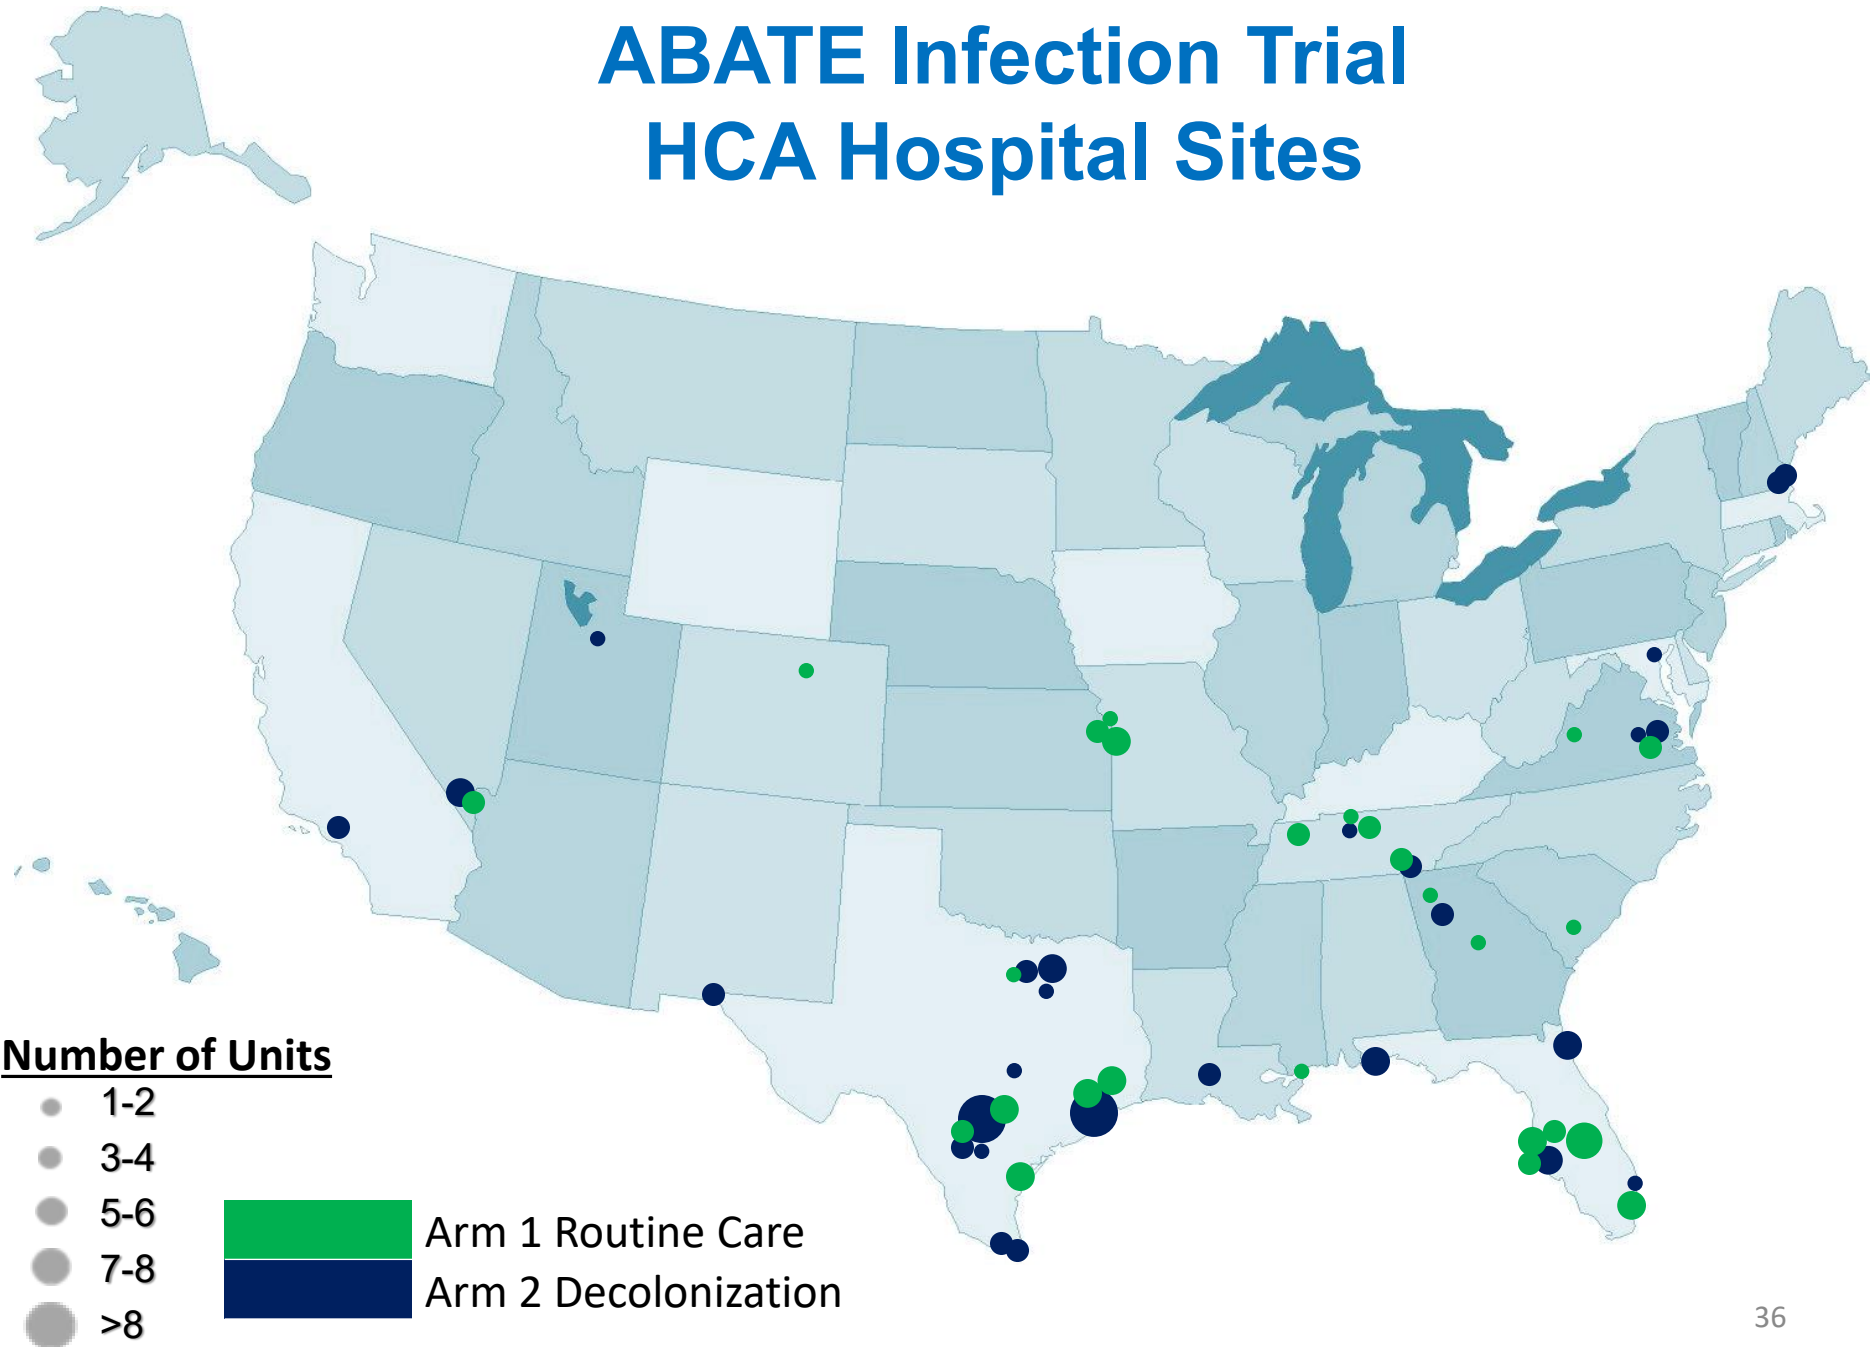 ABATE Infection Trial
HCA Hospital Sites
Number of Units
1-2
3-4
5-6
7-8
>8
Arm 1 Routine Care
Arm 2 Decolonization
36